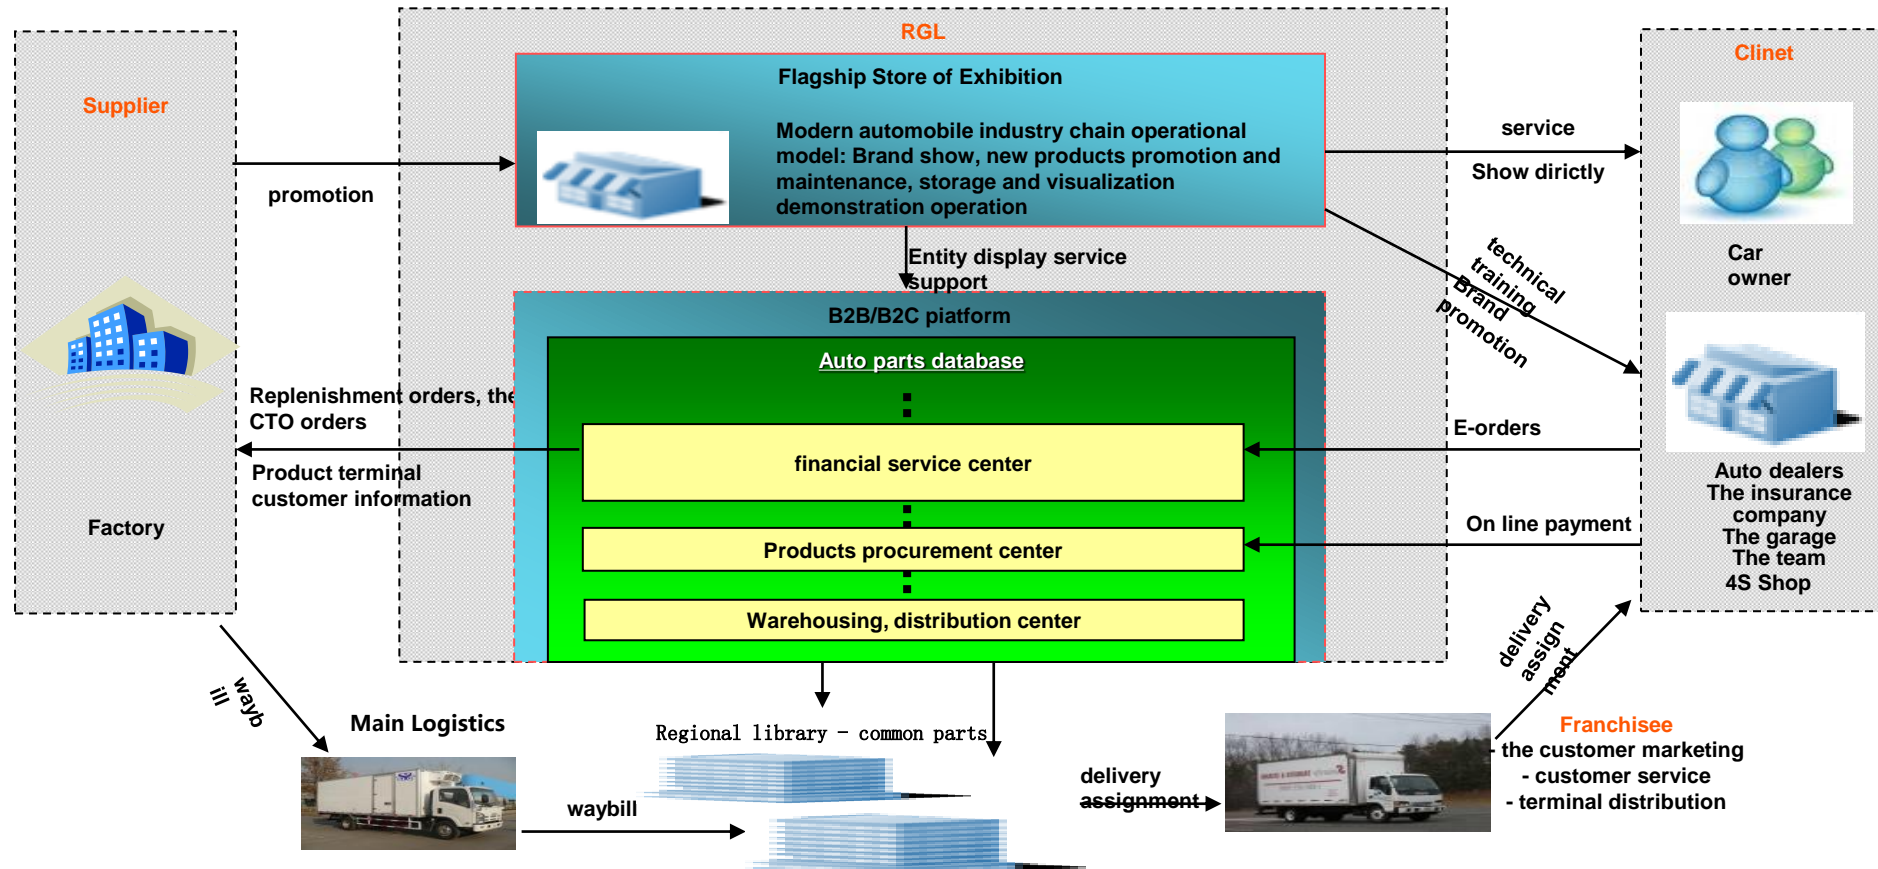 RGL
Supplier
Clinet
Flagship Store of Exhibition
Modern automobile industry chain operational
model: Brand show, new products promotion and
maintenance, storage and visualization
demonstration operation
promotion
service
Show dirictly
Car
owner
technical
training
Brand
promotion
Entity display service
support
B2B/B2C piatform
Auto parts database
Replenishment orders, the
CTO orders
Product terminal
customer information
financial service center
Products procurement center
Warehousing, distribution center
E-orders
On line payment
Auto dealers
The insurance
company
The garage
The team
4S Shop
Factory
wayb
ill
Main Logistics
waybill
Regional library - common parts
delivery
assignment
delivery
assign
ment
Franchisee
- the customer marketing
- customer service
- terminal distribution